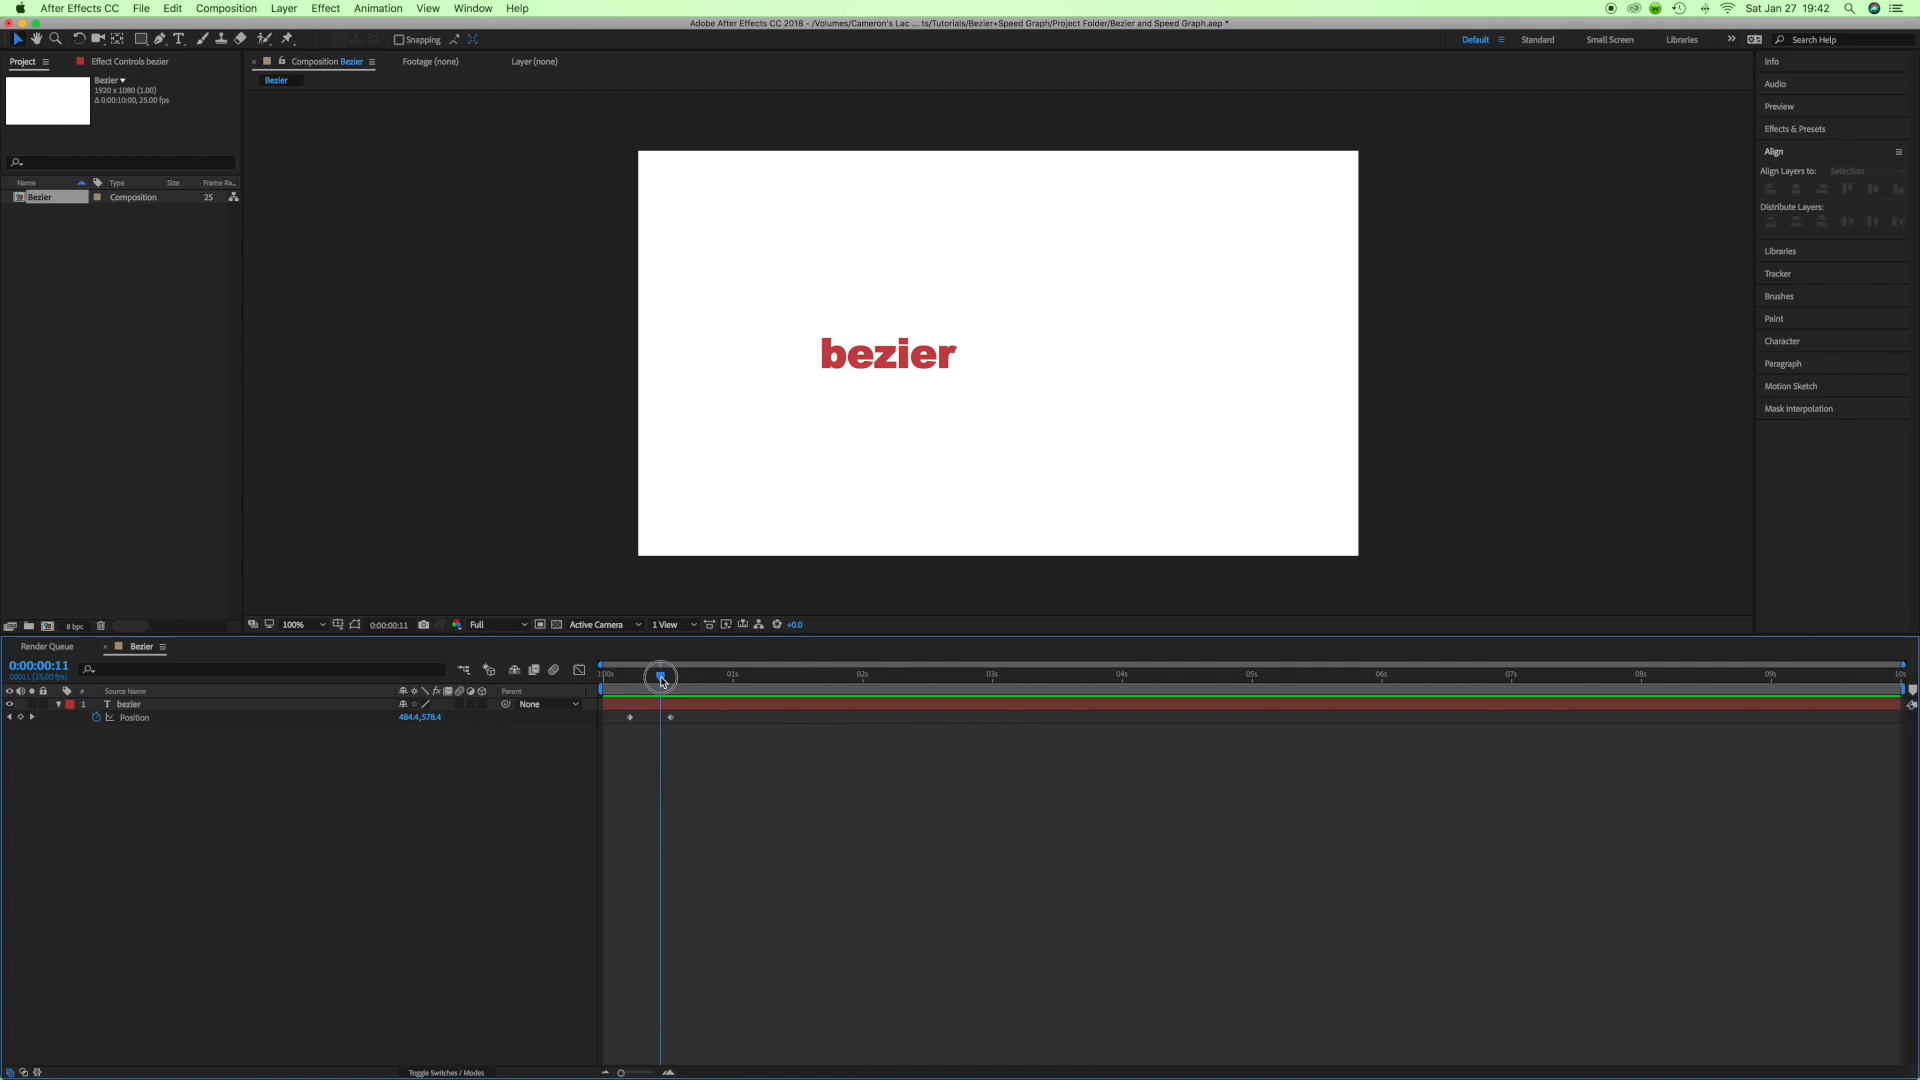 After Effects CC File Edit Composition Layer Effect Animation View Window Help Sat Jan 27 19:42
Adobe After Effects CC 2018 - /Volumes/Cameron's Lac ... ts/Tutorials/Bezier+Speed Graph/Project Folder/Bezier and Speed Graph.aep *
Snapping Default Standard Small Screen Libraries Search Help
Project Effect Controls bezier Composition Bezier Footage (none) Layer (none) Info
Bezier
1920 x 1080 (1.00)
Δ 0:00:10:00, 25.00 fps
Bezier
Audio
Preview
Effects & Presets
Align
Align Layers to: Selection
Distribute Layers:
Name Type Size Frame Ra...
Bezier Composition 25
Libraries
Tracker
Brushes
Paint
Character
Paragraph
Motion Sketch
Mask Interpolation
bezier
8 bpc 100% 0:00:00:11 Full Active Camera 1 View +0.0
Render Queue Bezier
0:00:00:11
00011 (25.00 fps)
:00s 01s 02s 03s 04s 05s 06s 07s 08s 09s 10s
# Source Name fx Parent
1 T bezier None
Position 484.4,578.4
Toggle Switches / Modes